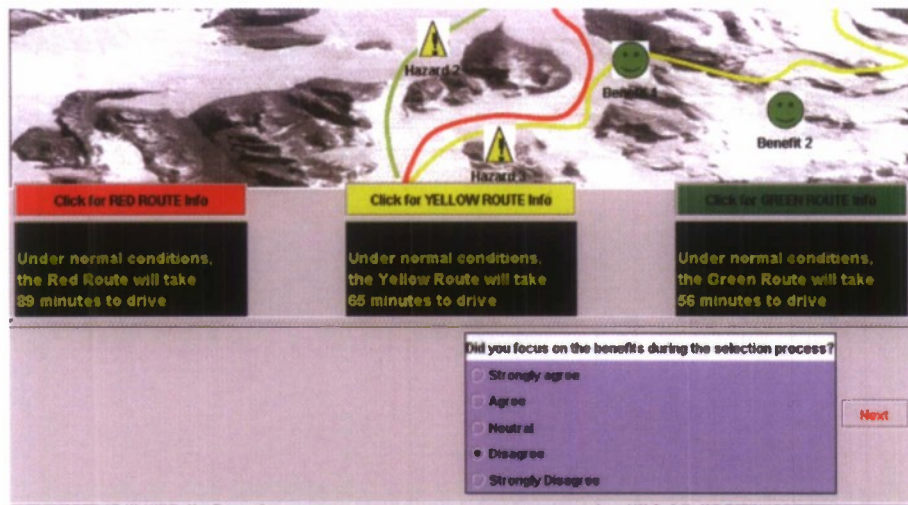 Hazard 2
Benefit 1
Benefit 2
Hazard 3
Click for RED ROUTE Info
Click for YELLOW ROUTE Info
Click for GREEN ROUTE Info
Under normal conditions,
the Red Route will take
89 minutes to drive
Under normal conditions,
the Yellow Route will take
65 minutes to drive
Under normal conditions,
the Green Route will take
56 minutes to drive
Did you focus on the benefits during the selection process?
Strongly agree
Agree
Neutral
Disagree
Strongly Disagree
Next